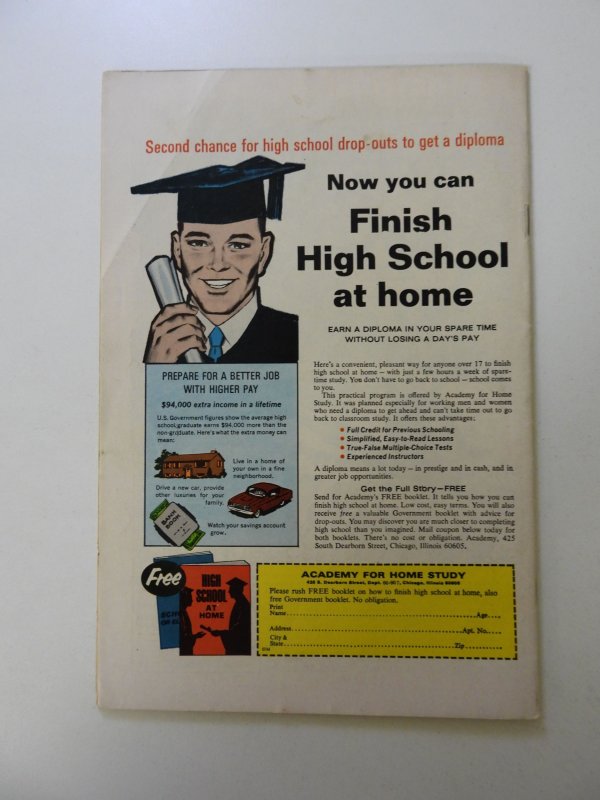 Second chance for high school drop-outs to get a diploma
Now you can
Finish
High School
at home
EARN A DIPLOMA IN YOUR SPARE TIME
WITHOUT LOSING A DAY'S PAY
PREPARE FOR A BETTER JOB
WITH HIGHER PAY
$94,000 extra income in a lifetime
U.S. Government figures show the average high
school graduate earns $94,000 more than the
non-graduate. Here's what the extra money can
mean:
Live in a home of
your own in a fine
neighborhood.
Drive a new car, provide
other luxuries for your
family.
BANK
BOOK
Watch your savings account
grow.
Here's a convenient, pleasant way for anyone over 17 to finish
high school at home — with just a few hours a week of spare-
time study. You don't have to go back to school — school comes
to you.
This practical program is offered by Academy for Home
Study. It was planned especially for working men and women
who need a diploma to get ahead and can't take time out to go
back to classroom study. It offers these advantages:
• Full Credit for Previous Schooling
• Simplified, Easy-to-Read Lessons
• True-False Multiple-Choice Tests
• Experienced Instructors
A diploma means a lot today — in prestige and in cash, and in
greater job opportunities.
Get the Full Story—FREE
Send for Academy's FREE booklet. It tells you how you can
finish high school at home. Low cost, easy terms. You will also
receive free a valuable Government booklet with advice for
drop-outs. You may discover you are much closer to completing
high school than you imagined. Mail coupon below today for
both booklets. There's no cost or obligation. Academy, 425
South Dearborn Street, Chicago, Illinois 60605.
Free
HIGH
SCHOOL
AT
HOME
ACADEMY FOR HOME STUDY
425 S. Dearborn Street, Dept. Chicago, Illinois 60605
Please rush FREE booklet on how to finish high school at home, also
free Government booklet. No obligation.
Print
Name Age
Address Apt. No.
City &
State Zip